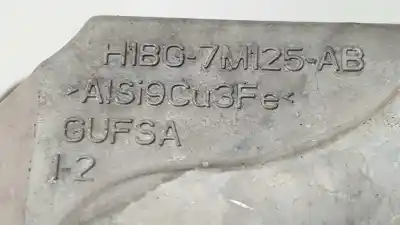 H1BG-7M125-AB
>AlSi9Cu3Fe<
GUFSA
1-2